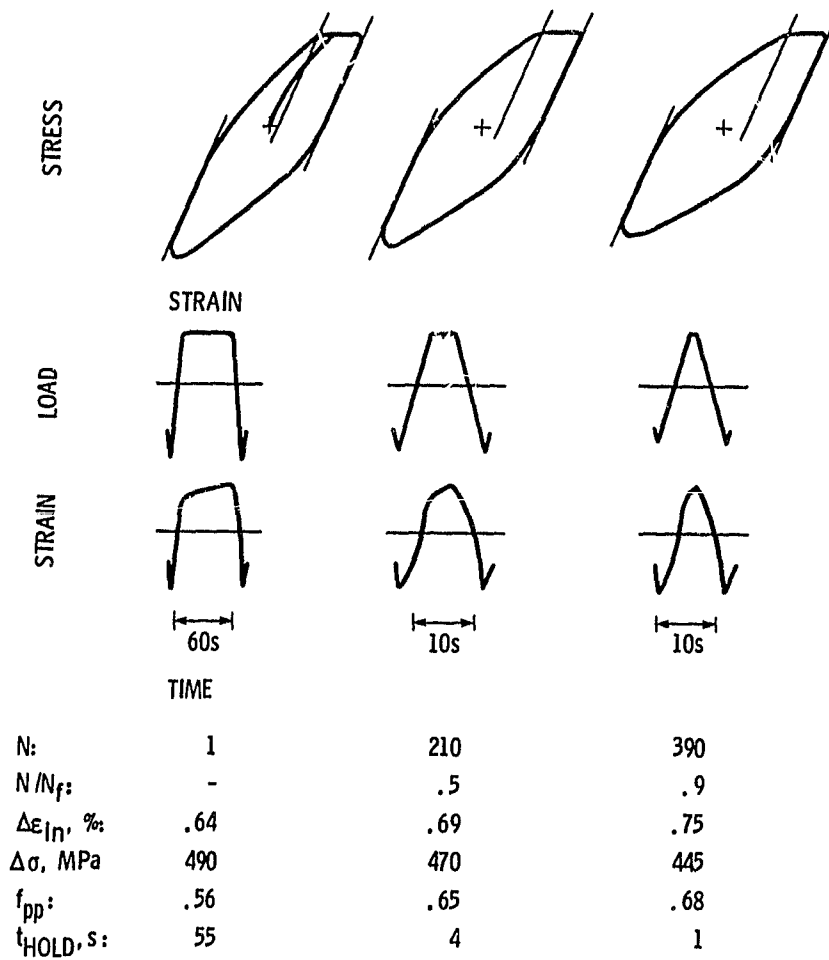 STRESS
STRAIN
LOAD
STRAIN
60s 10s 10s
TIME
N: 1 210 390
N/Nf: - .5 .9
Δεin, %: .64 .69 .75
Δσ, MPa 490 470 445
fpp: .56 .65 .68
tHOLD, s: 55 4 1